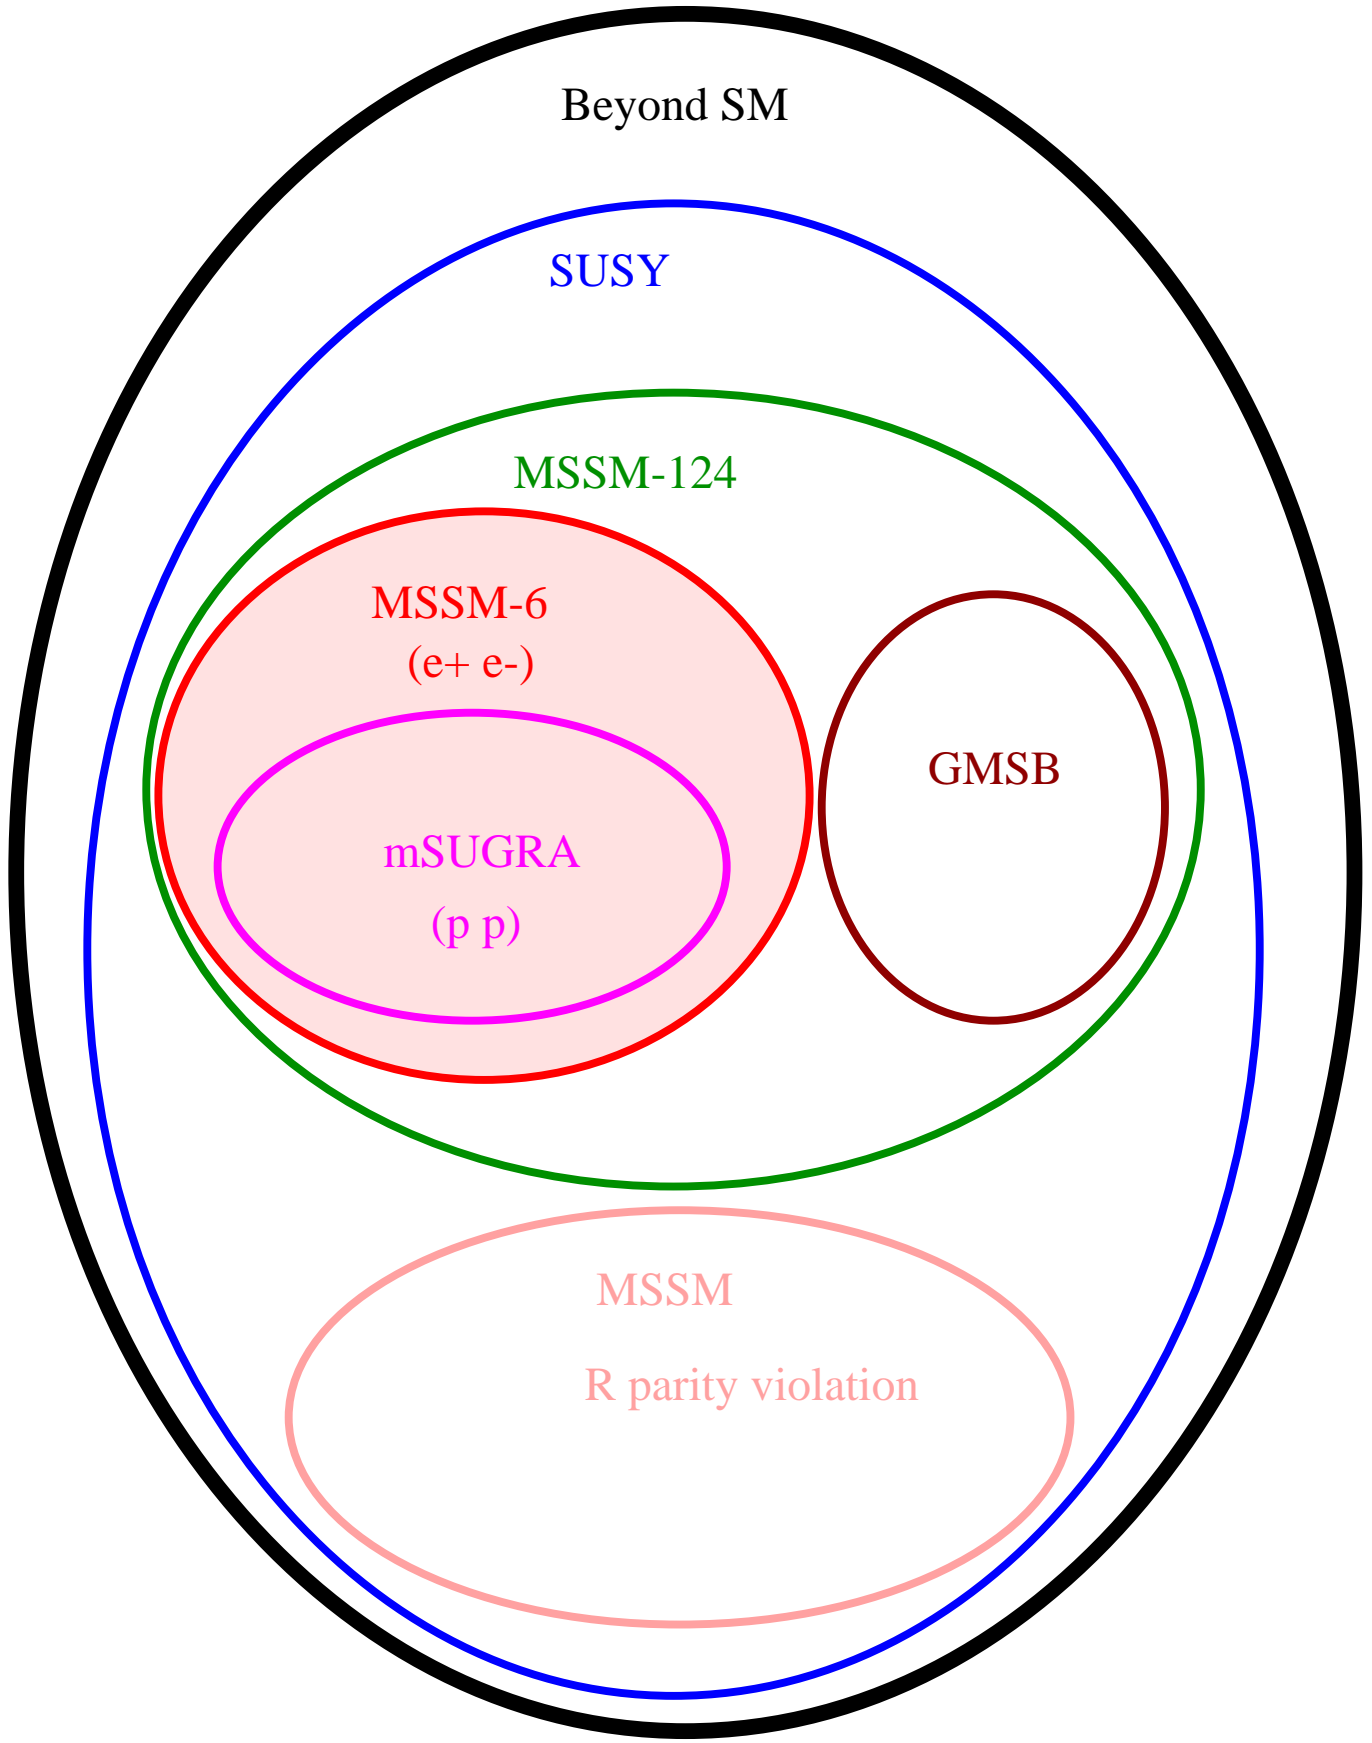 Beyond SM
SUSY
MSSM-124
MSSM-6
(e+ e-)
GMSB
mSUGRA
(p p)
MSSM
R parity violation